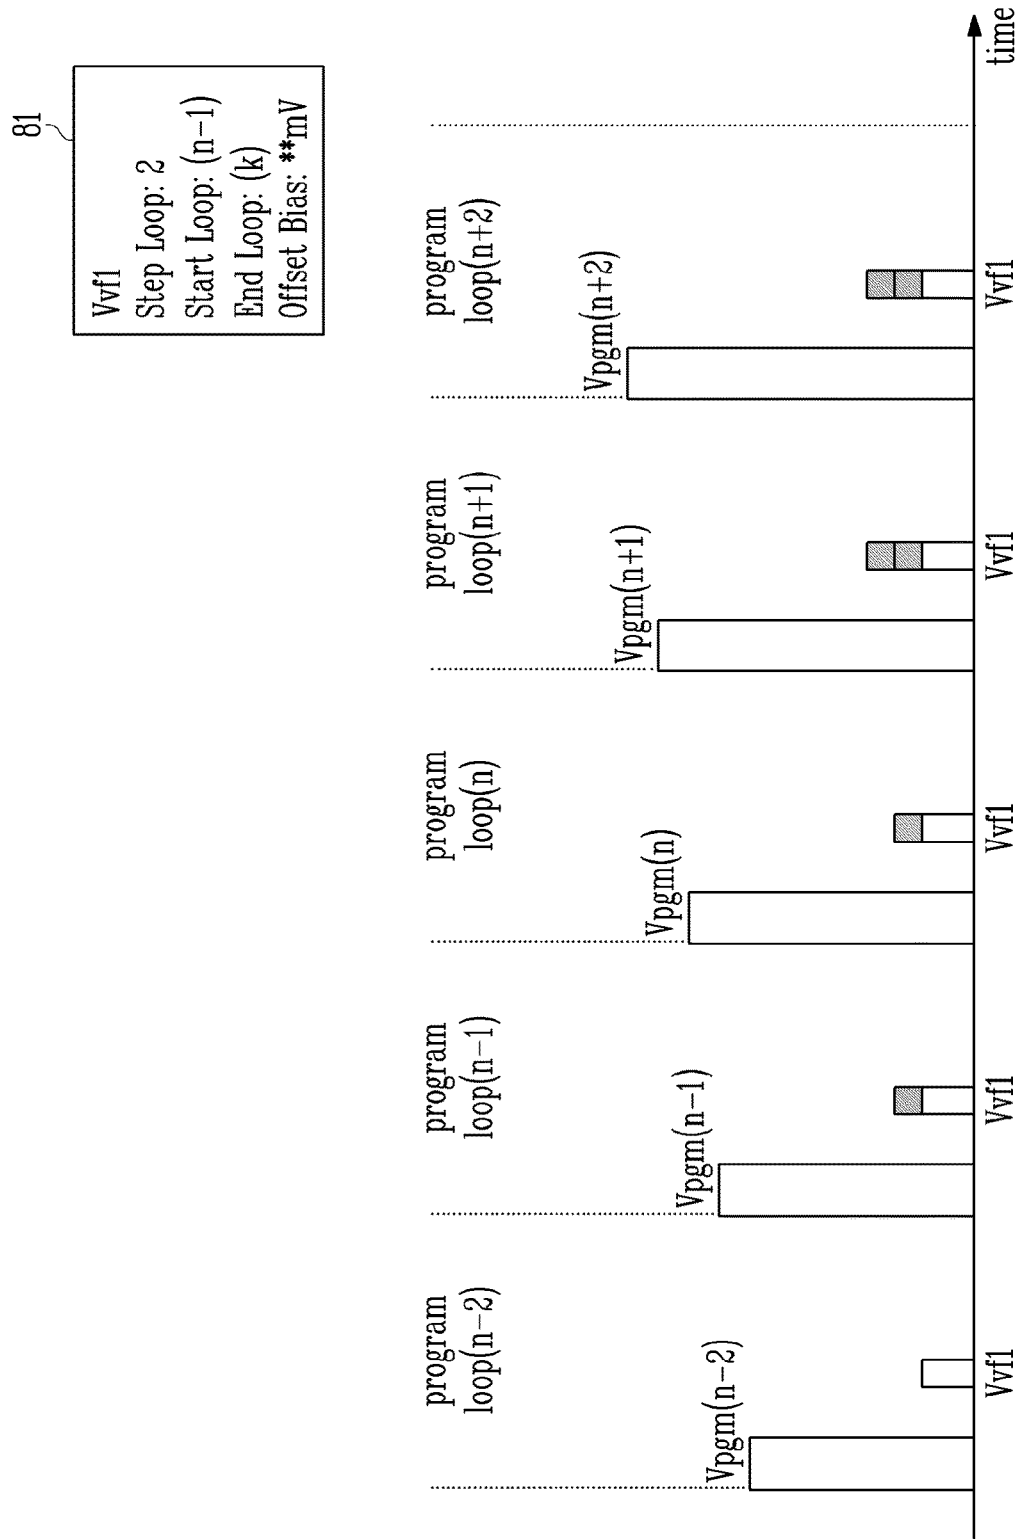 81
Vvf1
Step Loop: 2
Start Loop: (n-1)
End Loop: (k)
Offset Bias: **mV
program
loop(n-2)
program
loop(n-1)
program
loop(n)
program
loop(n+1)
program
loop(n+2)
Vpgm(n-2)
Vpgm(n-1)
Vpgm(n)
Vpgm(n+1)
Vpgm(n+2)
Vvf1
Vvf1
Vvf1
Vvf1
Vvf1
time